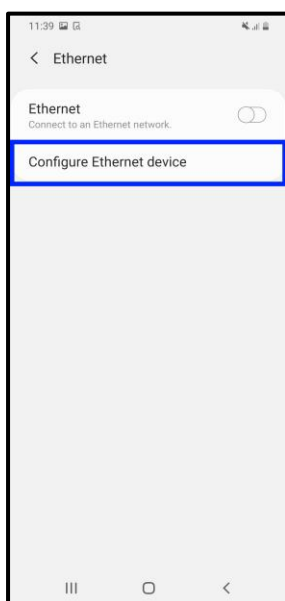 11:39
Ethernet
Ethernet
Connect to an Ethernet network.
Configure Ethernet device